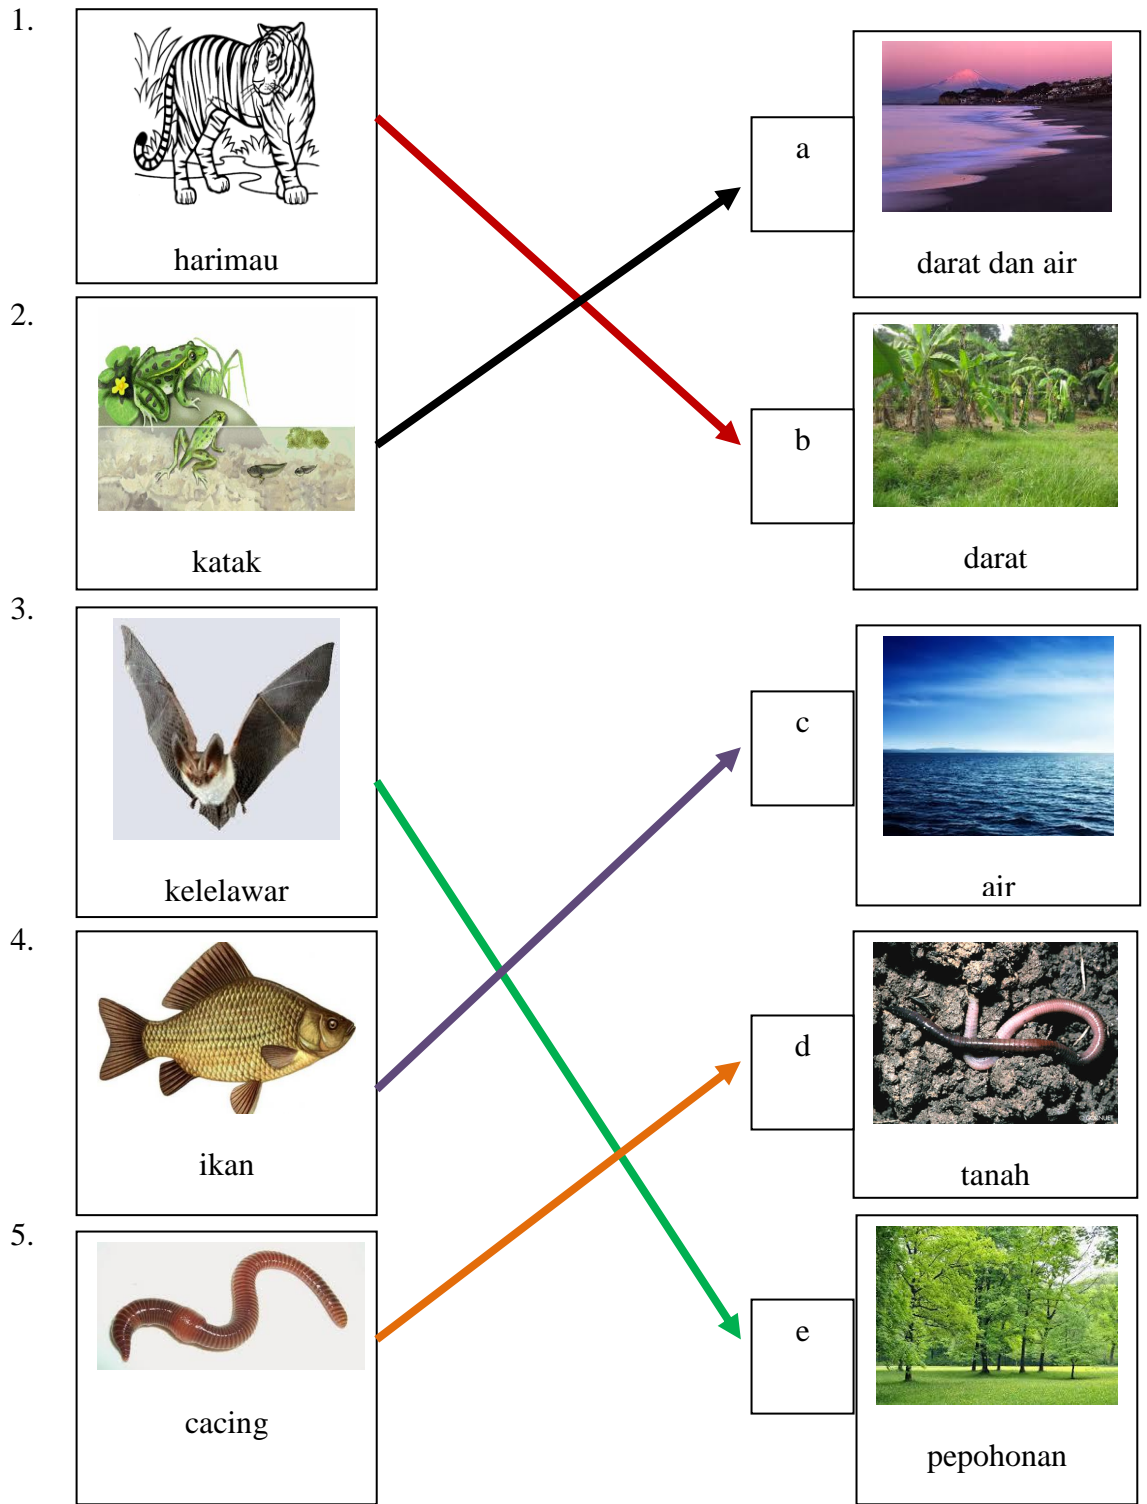 1.
harimau
a
darat dan air
2.
katak
b
darat
3.
kelelawar
c
air
4.
ikan
d
tanah
5.
cacing
e
pepohonan